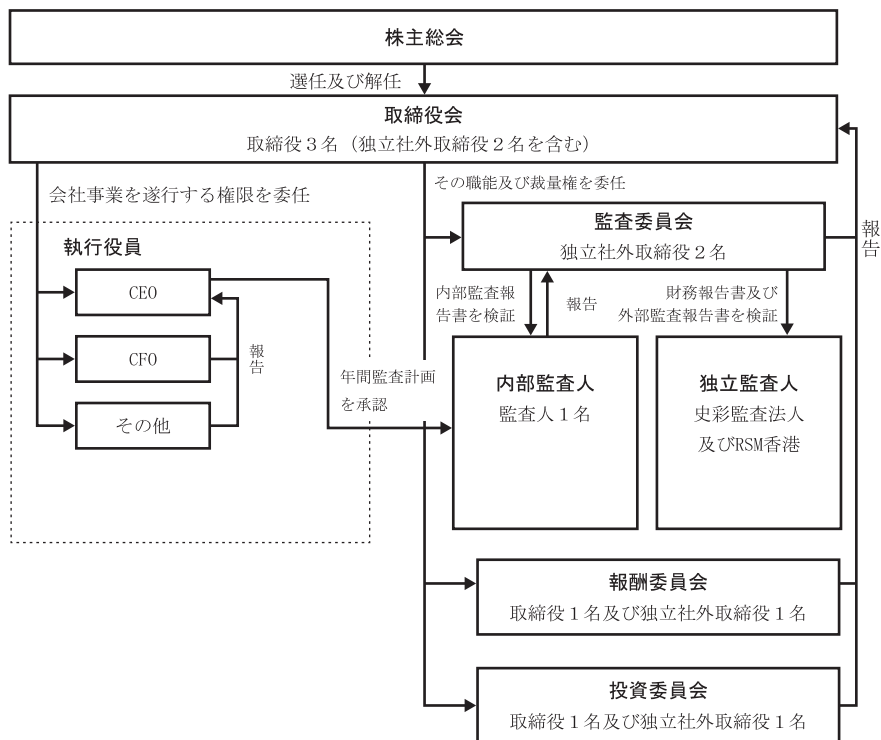 株主総会
選任及び解任
取締役会
取締役３名（独立社外取締役２名を含む）
会社事業を遂行する権限を委任
その職能及び裁量権を委任
執行役員
CEO
CFO
その他
報告
監査委員会
独立社外取締役２名
報告
内部監査報
告書を検証
報告
財務報告書及び
外部監査報告書を検証
年間監査計画
を承認
内部監査人
監査人１名
独立監査人
史彩監査法人
及びRSM香港
報酬委員会
取締役１名及び独立社外取締役１名
投資委員会
取締役１名及び独立社外取締役１名